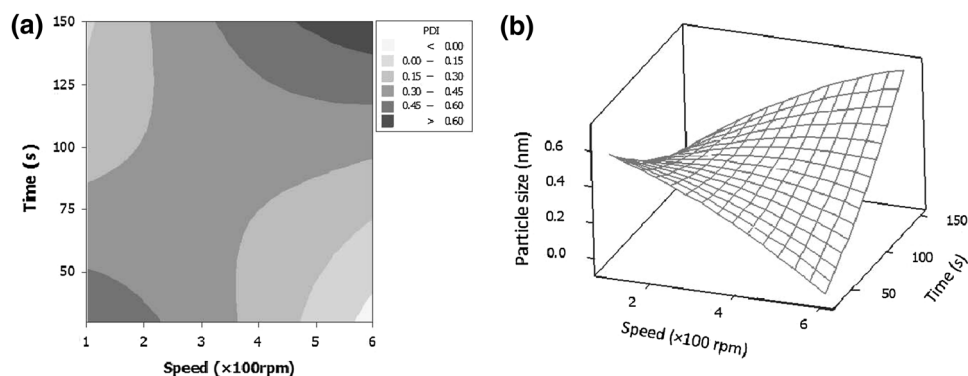 (a)
150
125
100
75
50
Time (s)
1 2 3 4 5 6
Speed (×100rpm)
PDI
< 0.00
0.00 – 0.15
0.15 – 0.30
0.30 – 0.45
0.45 – 0.60
> 0.60
(b)
Particle size (nm)
0.6
0.4
0.2
0.0
2 4 6
Speed (×100 rpm)
50 100 150
Time (s)